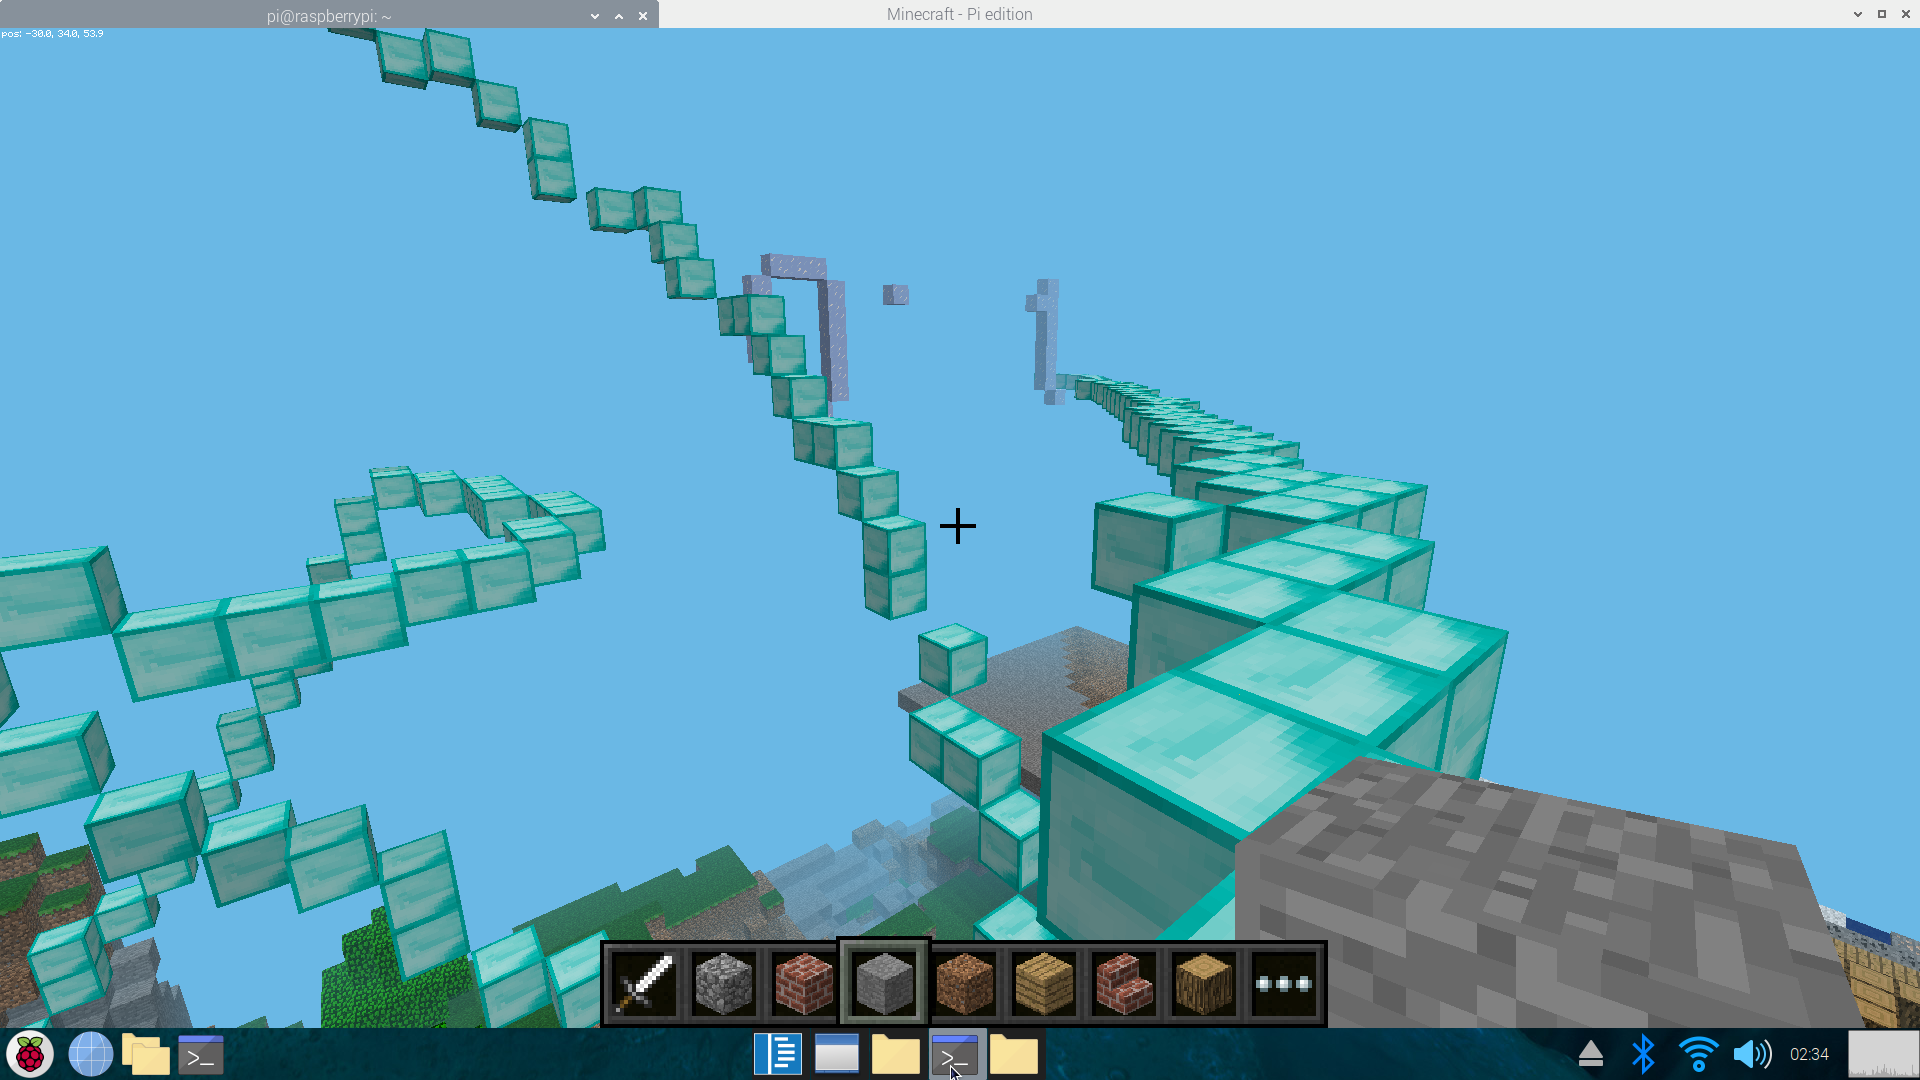 pi@raspberrypi: ~
Minecraft - Pi edition
pos: -30.0, 34.0, 53.9
02:34